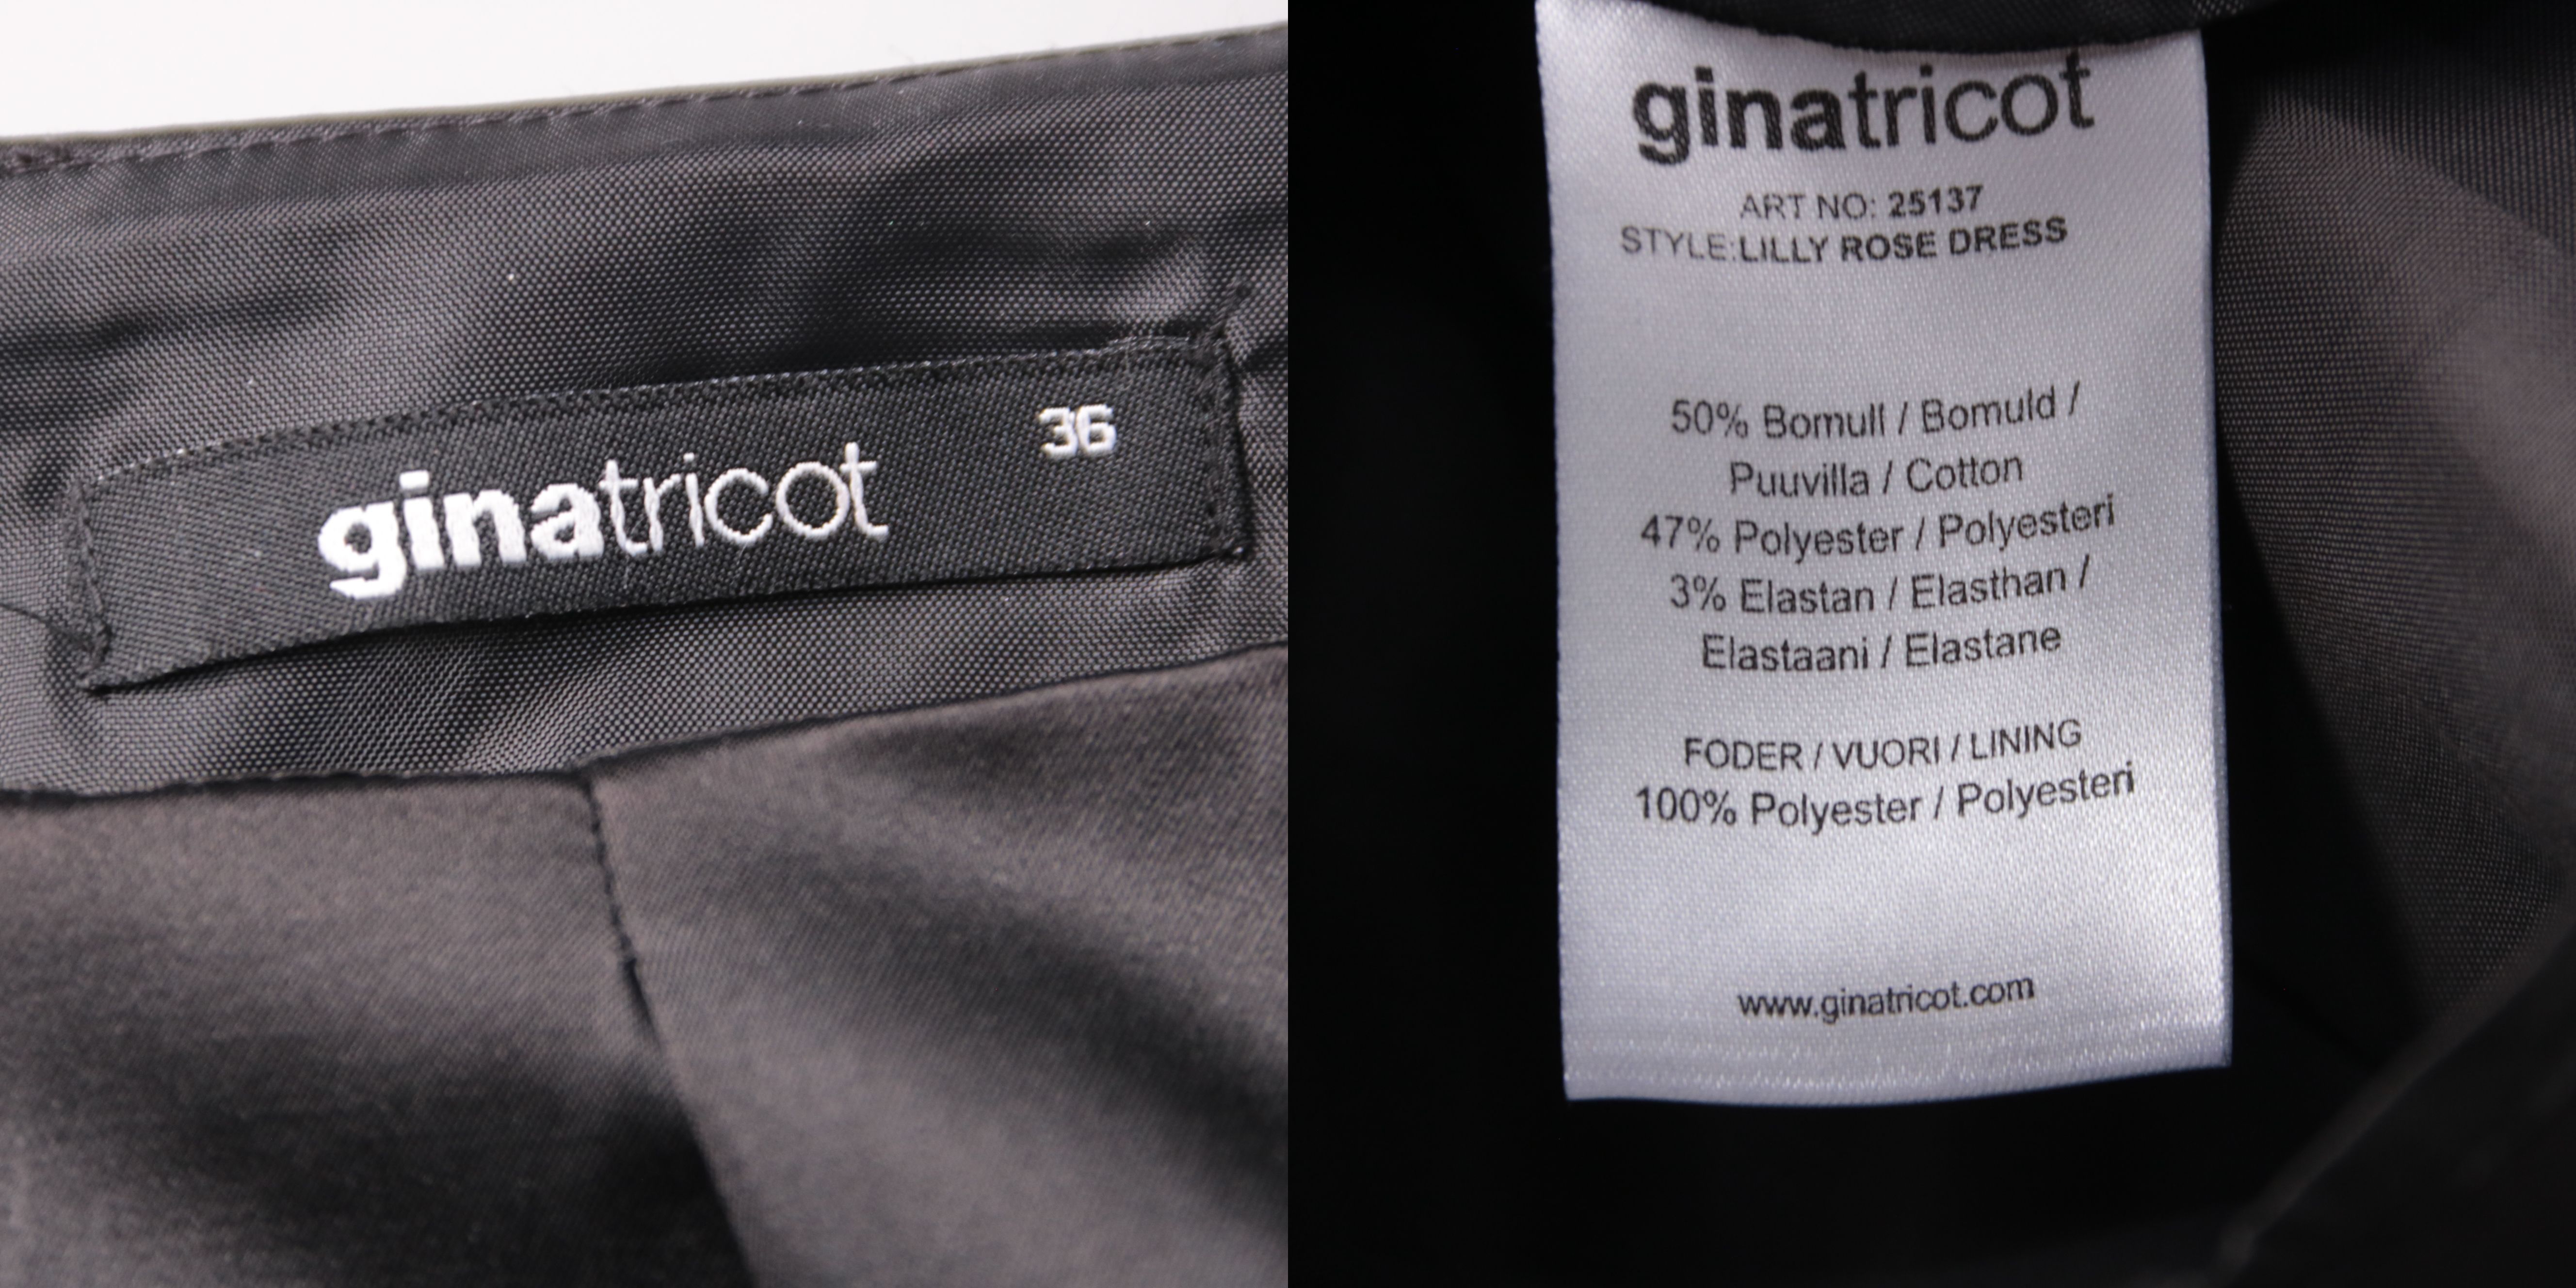 ginatricot 36
ginatricot
ART NO: 25137
STYLE:LILLY ROSE DRESS
50% Bomull / Bomuld /
Puuvilla / Cotton
47% Polyester / Polyesteri
3% Elastan / Elasthan /
Elastaani / Elastane
FODER / VUORI / LINING
100% Polyester / Polyesteri
www.ginatricot.com